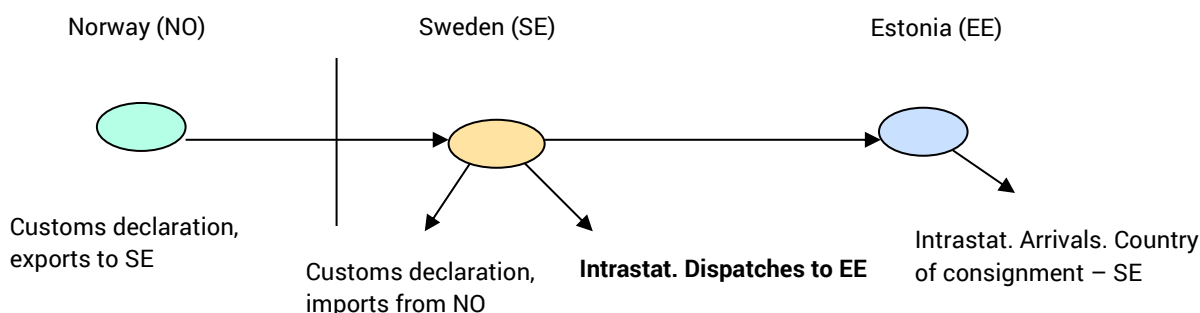 Norway (NO)
Sweden (SE)
Estonia (EE)
Customs declaration,
exports to SE
Customs declaration,
imports from NO
Intrastat. Dispatches to EE
Intrastat. Arrivals. Country
of consignment – SE